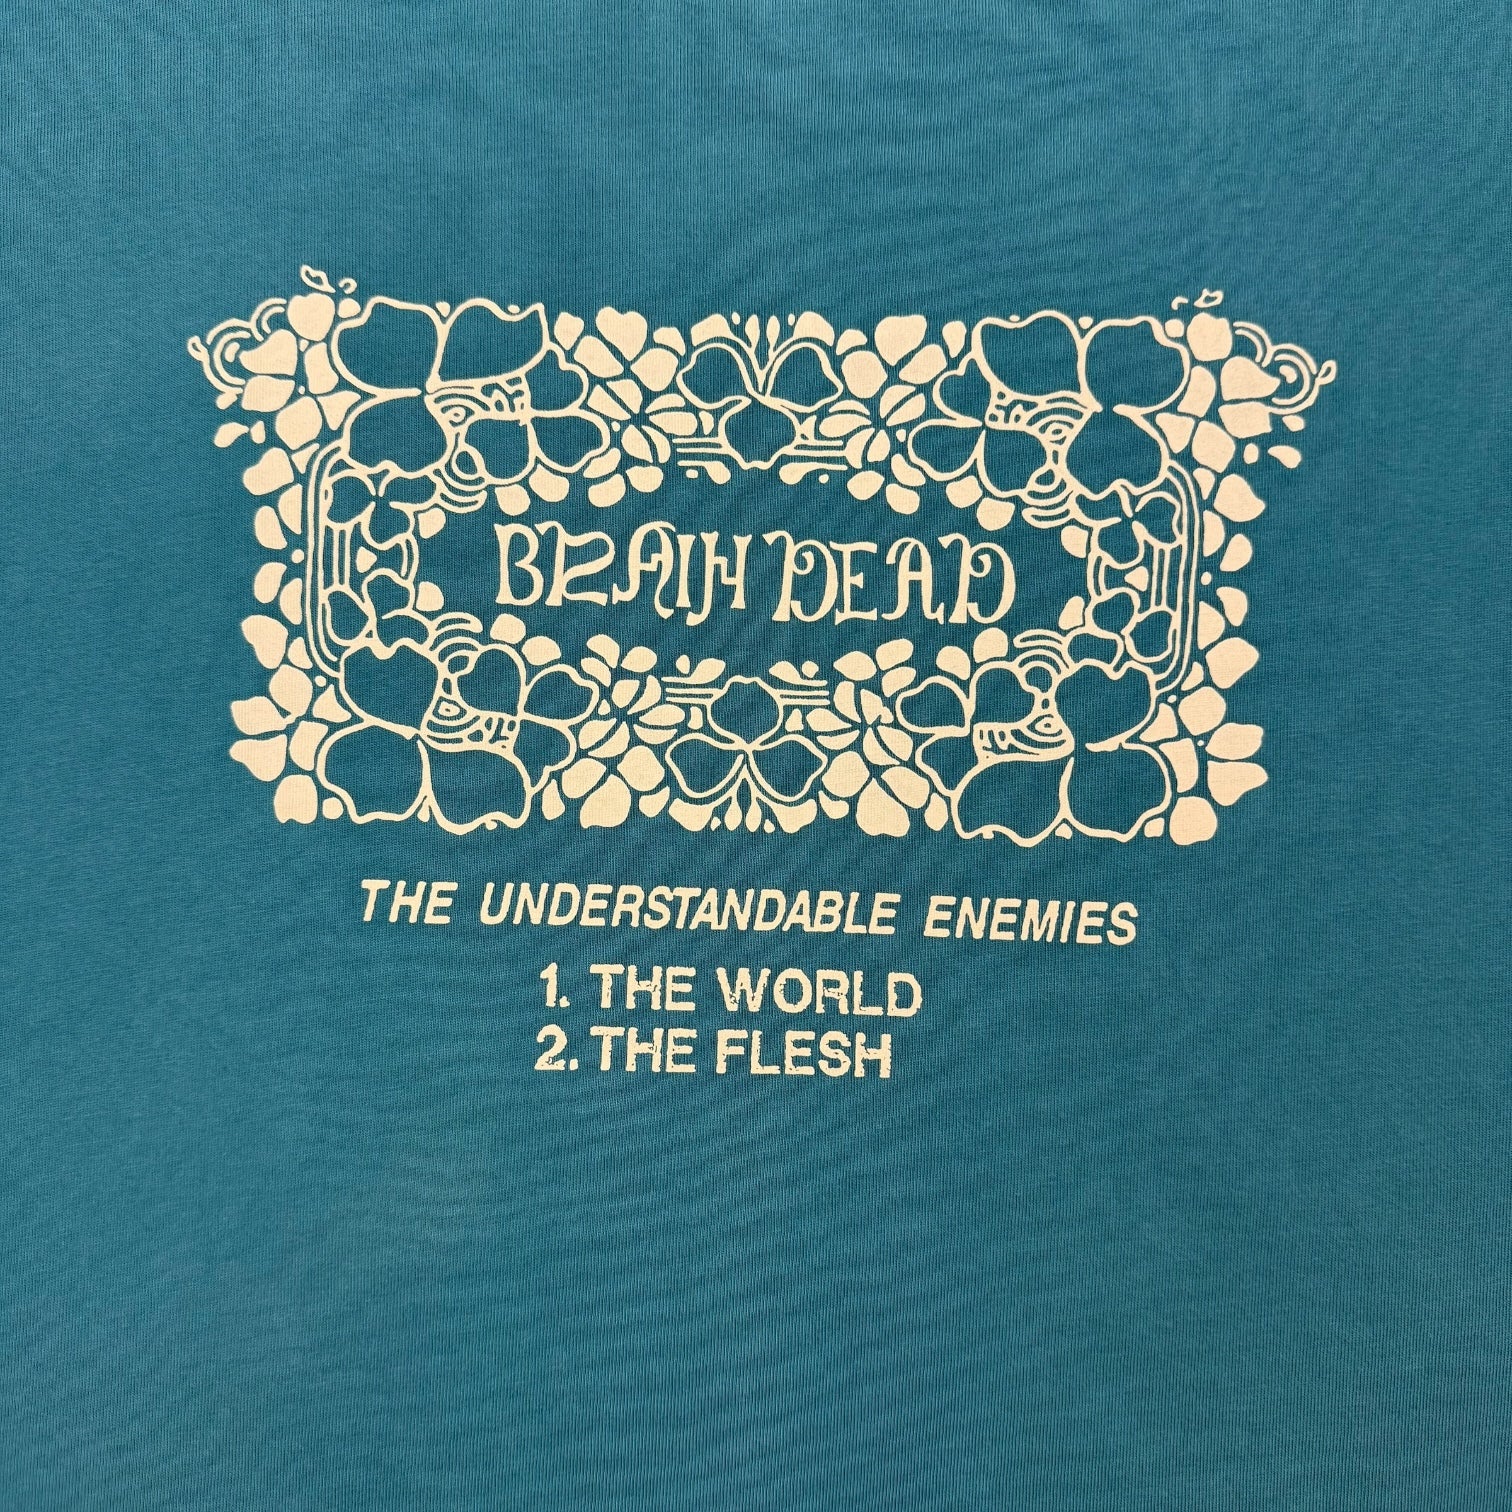 BRAIN DEAD
THE UNDERSTANDABLE ENEMIES
1. THE WORLD
2. THE FLESH